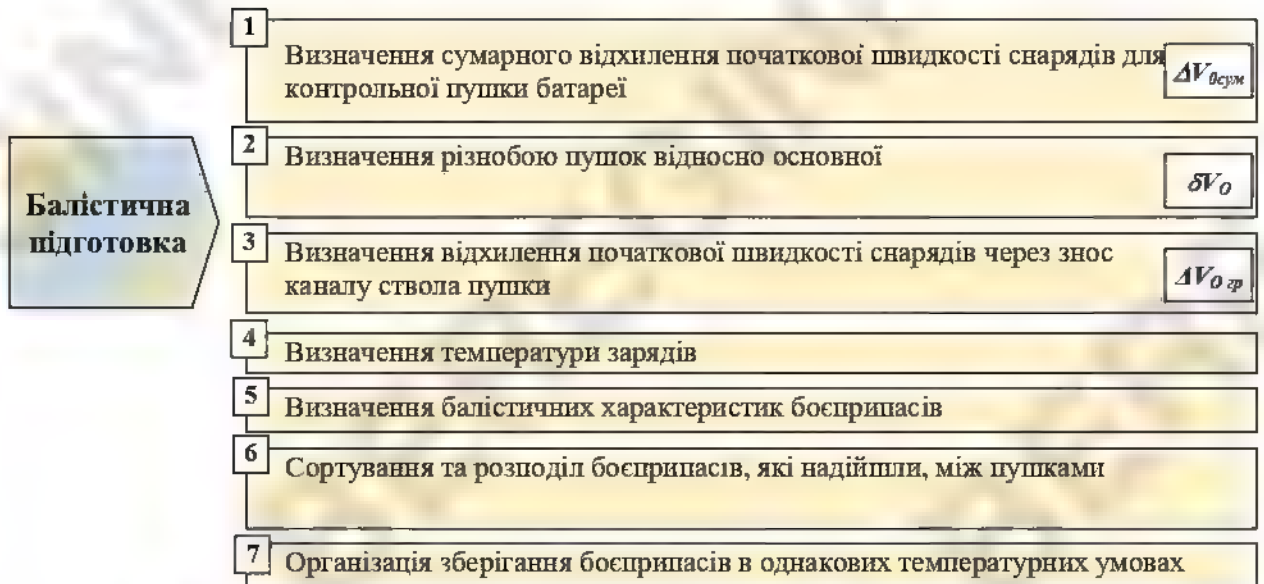 Балістична
підготовка
1
Визначення сумарного відхилення початкової швидкості снарядів для
контрольної пушки батареї
ΔV0сум
2
Визначення різнобою пушок відносно основної
δVO
3
Визначення відхилення початкової швидкості снарядів через знос
каналу ствола пушки
ΔVO гр
4
Визначення температури зарядів
5
Визначення балістичних характеристик боєприпасів
6
Сортування та розподіл боєприпасів, які надійшли, між пушками
7
Організація зберігання боєприпасів в однакових температурних умовах